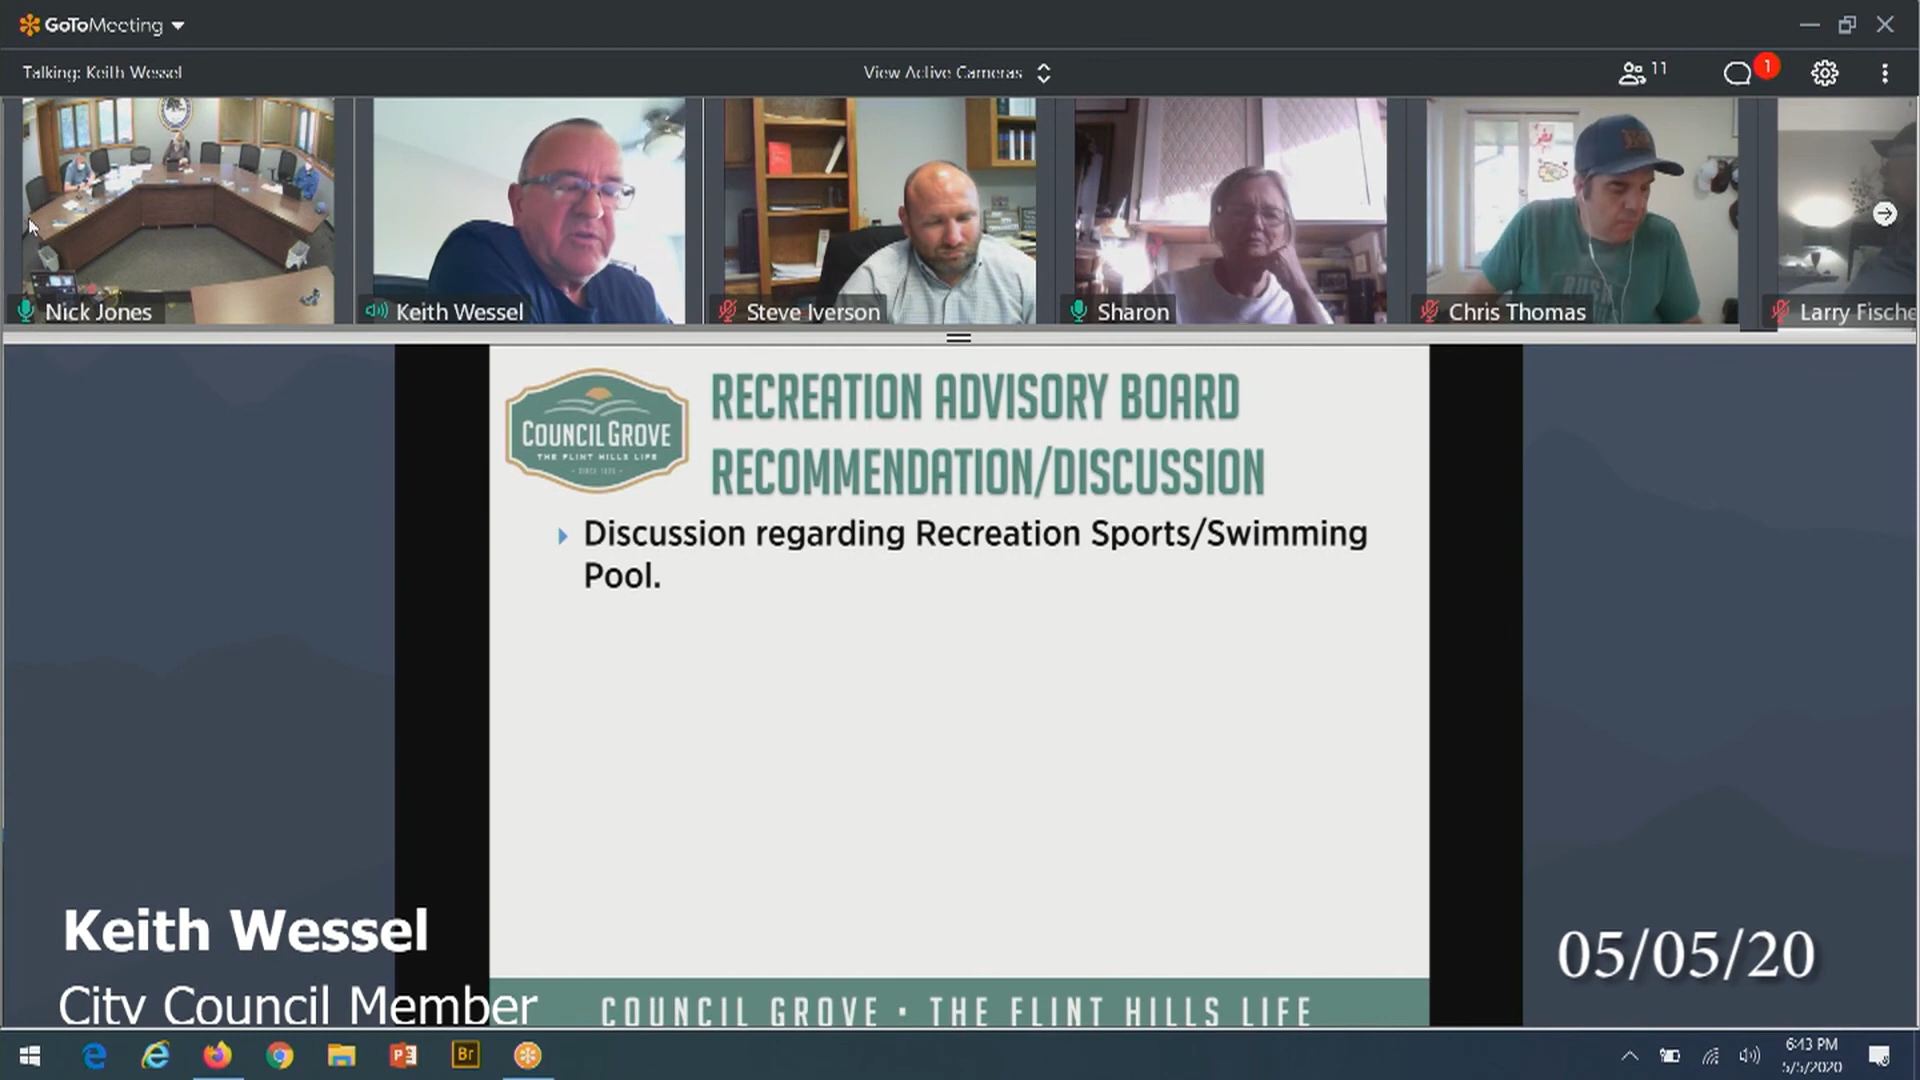 GoToMeeting
Talking: Keith Wessel
View Active Cameras
11
1
Nick Jones
Keith Wessel
Steve Iverson
Sharon
Chris Thomas
Larry Fische
COUNCIL GROVE
THE FLINT HILLS LIFE
RECREATION ADVISORY BOARD
RECOMMENDATION/DISCUSSION
Discussion regarding Recreation Sports/Swimming
Pool.
Keith Wessel
City Council Member
05/05/20
COUNCIL GROVE · THE FLINT HILLS LIFE
Br
6:43 PM
5/5/2020